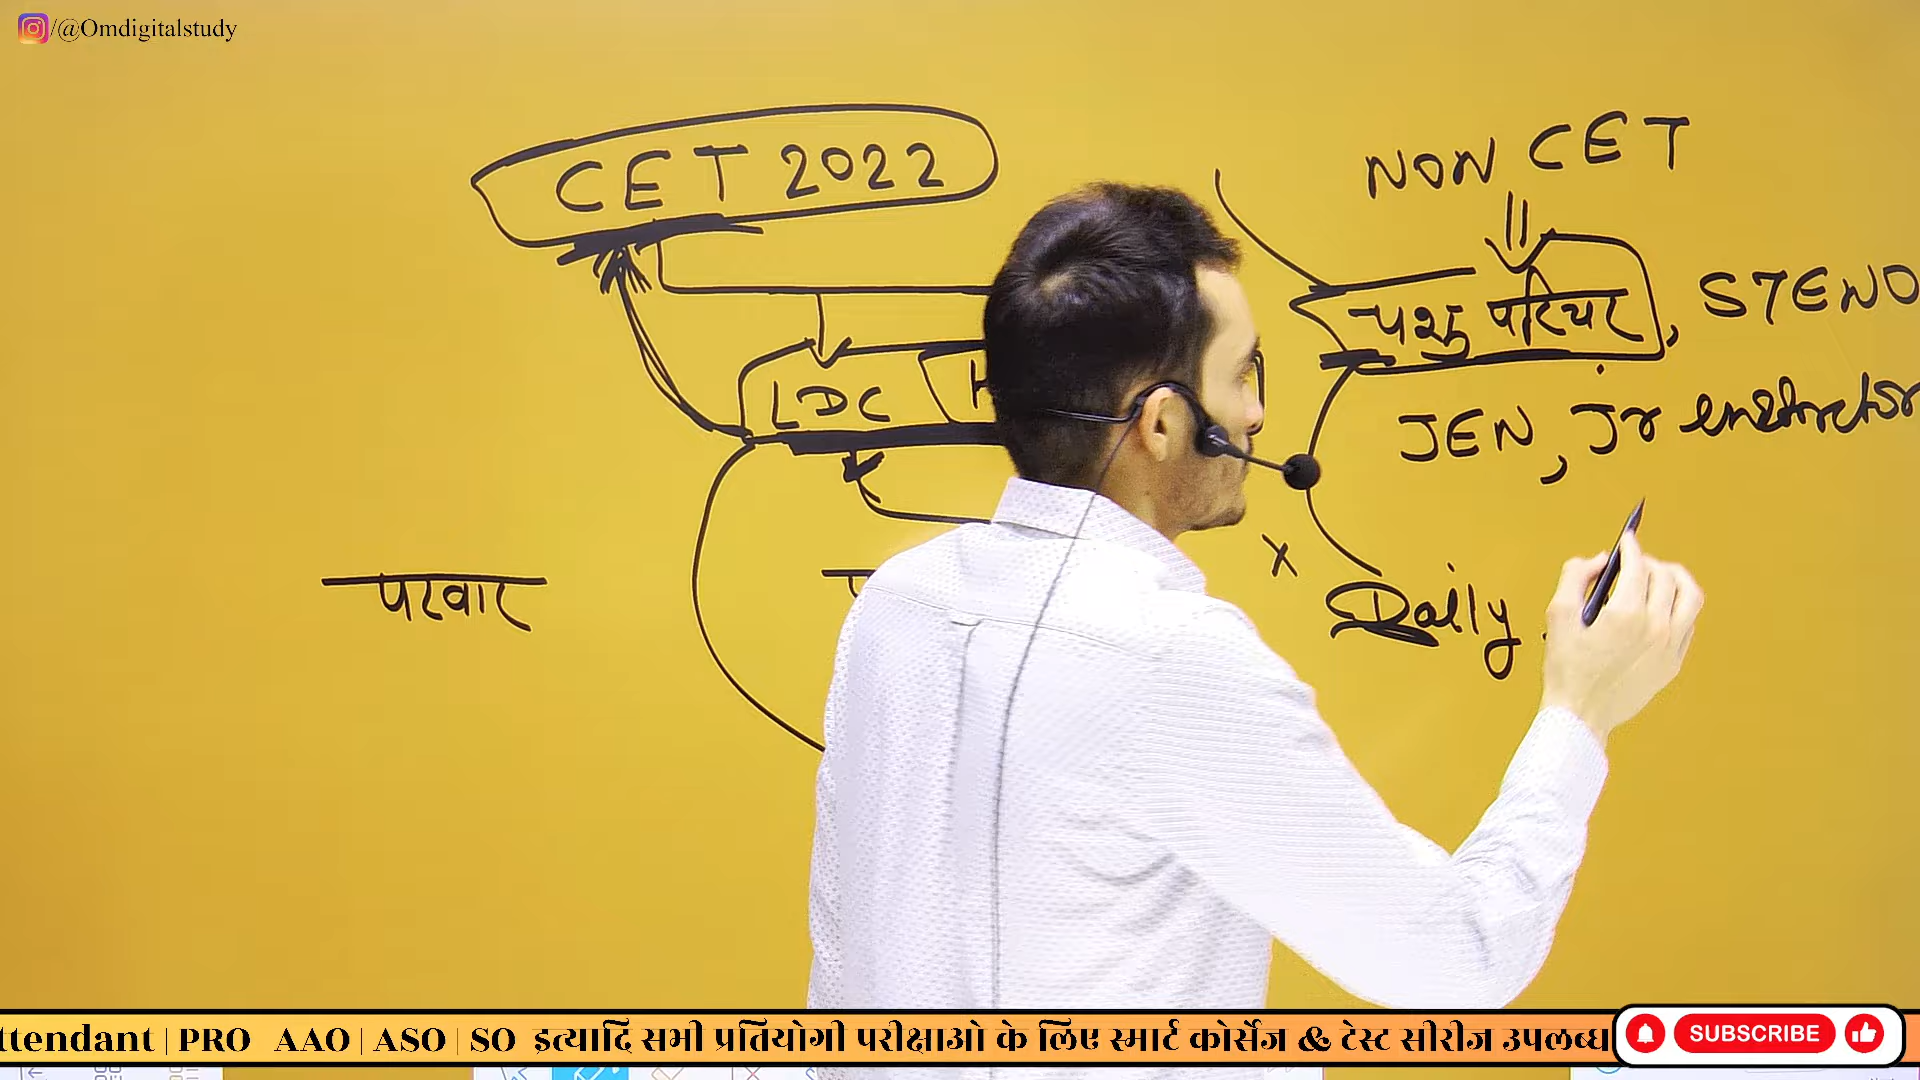 /@Omdigitalstudy
CET 2022
NON CET
पशु परिचर, STENO
LDC
JEN, Jr instructor
परवार
Daily
ttendant | PRO AAO | ASO | SO इत्यादि सभी प्रतियोगी परीक्षाओ के लिए स्मार्ट कोर्सेज & टेस्ट सीरीज उपलब्ध
SUBSCRIBE